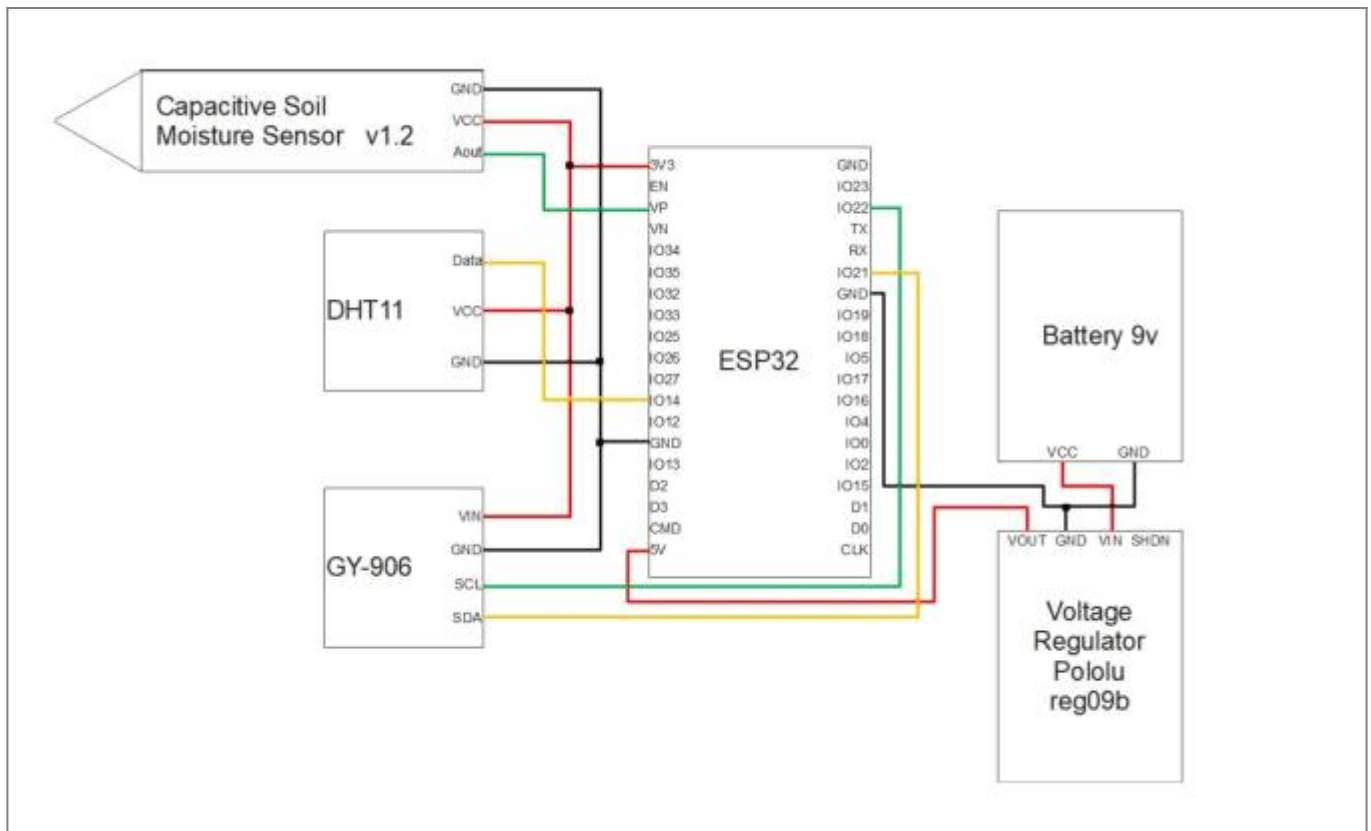 Capacitive Soil
Moisture Sensor v1.2
GND
VCC
Aout
DHT11
Data
VCC
GND
GY-906
VIN
GND
SCL
SDA
ESP32
3V3
EN
VP
VN
IO34
IO35
IO32
IO33
IO25
IO26
IO27
IO14
IO12
GND
IO13
D2
D3
CMD
5V
GND
IO23
IO22
TX
RX
IO21
GND
IO19
IO18
IO5
IO17
IO16
IO4
IO0
IO2
IO15
D1
D0
CLK
Battery 9v
VCC GND
VOUT GND VIN SHDN
Voltage
Regulator
Pololu
reg09b